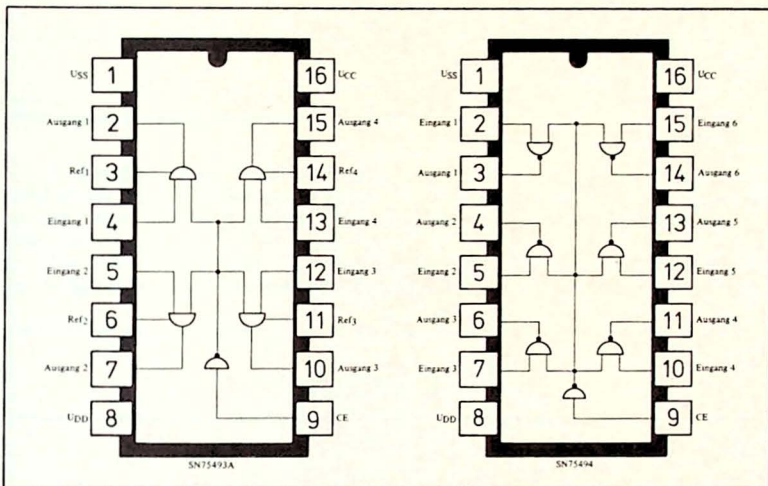 USS 1 16 UCC
Ausgang 1 2 15 Ausgang 4
Ref1 3 14 Ref4
Eingang 1 4 13 Eingang 4
Eingang 2 5 12 Eingang 3
Ref2 6 11 Ref3
Ausgang 2 7 10 Ausgang 3
UDD 8 9 CE
SN75493A
USS 1 16 UCC
Eingang 1 2 15 Eingang 6
Ausgang 1 3 14 Ausgang 6
Ausgang 2 4 13 Ausgang 5
Eingang 2 5 12 Eingang 5
Ausgang 3 6 11 Ausgang 4
Eingang 3 7 10 Eingang 4
UDD 8 9 CE
SN75494